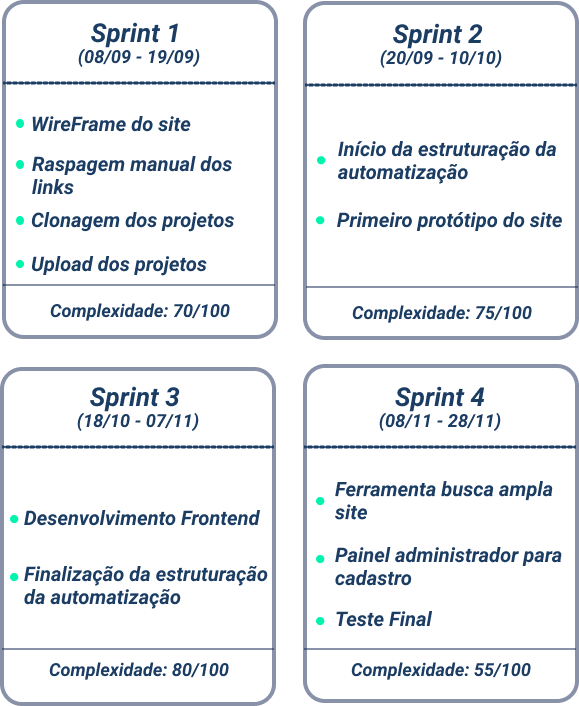 Sprint 1
(08/09 - 19/09)
WireFrame do site
Raspagem manual dos
links
Clonagem dos projetos
Upload dos projetos
Complexidade: 70/100
Sprint 2
(20/09 - 10/10)
Início da estruturação da
automatização
Primeiro protótipo do site
Complexidade: 75/100
Sprint 3
(18/10 - 07/11)
Desenvolvimento Frontend
Finalização da estruturação
da automatização
Complexidade: 80/100
Sprint 4
(08/11 - 28/11)
Ferramenta busca ampla
site
Painel administrador para
cadastro
Teste Final
Complexidade: 55/100